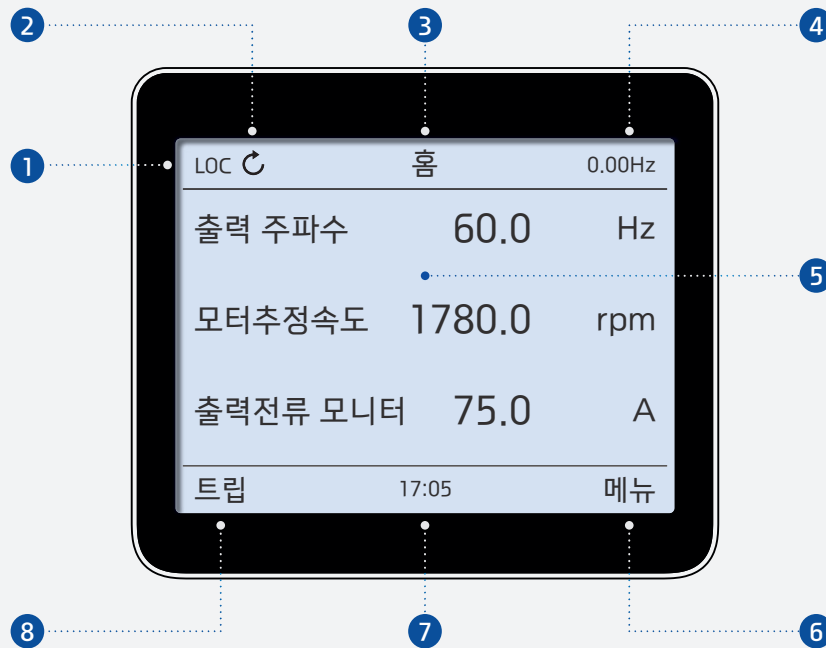 2 3 4
1
LOC 홈 0.00Hz
출력 주파수 60.0 Hz
5
모터추정속도 1780.0 rpm
출력전류 모니터 75.0 A
트립 17:05 메뉴
8 7 6